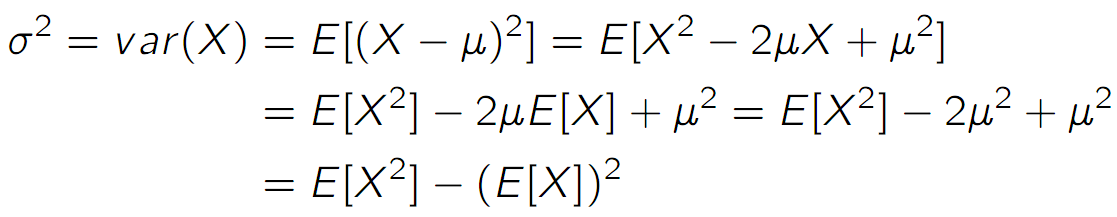 σ² = var(X) = E[(X − μ)²] = E[X² − 2μX + μ²]
= E[X²] − 2μE[X] + μ² = E[X²] − 2μ² + μ²
= E[X²] − (E[X])²